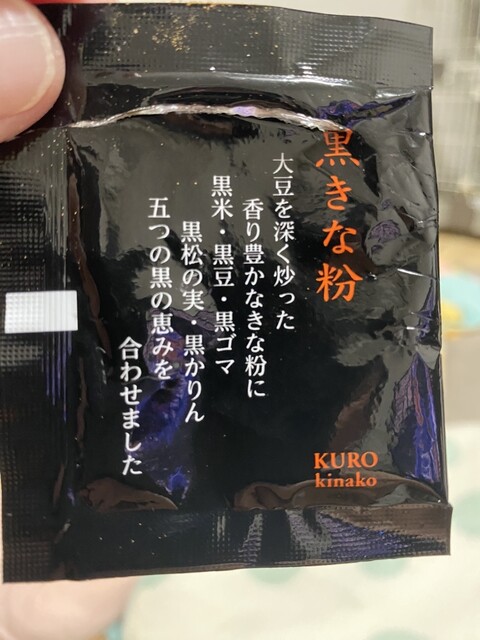 黒きな粉
大豆を深く炒った
香り豊かなきな粉に
黒米・黒豆・黒ゴマ
黒松の実・黒かりん
五つの黒の恵みを
合わせました
KURO
kinako